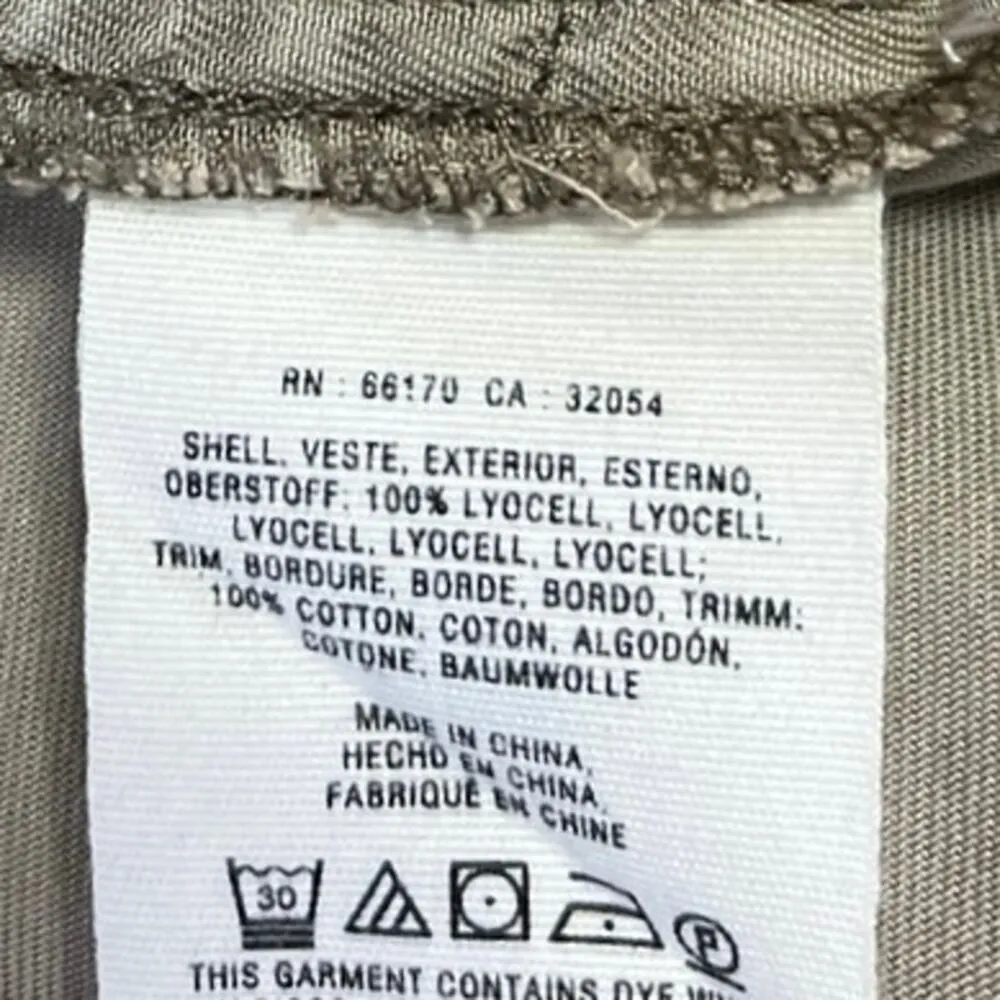 RN : 66170 CA : 32054
SHELL, VESTE, EXTERIOR, ESTERNO,
OBERSTOFF: 100% LYOCELL, LYOCELL,
LYOCELL, LYOCELL, LYOCELL;
TRIM, BORDURE, BORDE, BORDO, TRIMM:
100% COTTON, COTON, ALGODÓN,
COTONE, BAUMWOLLE
MADE IN CHINA,
HECHO EN CHINA,
FABRIQUÉ EN CHINE
30 P
THIS GARMENT CONTAINS DYE